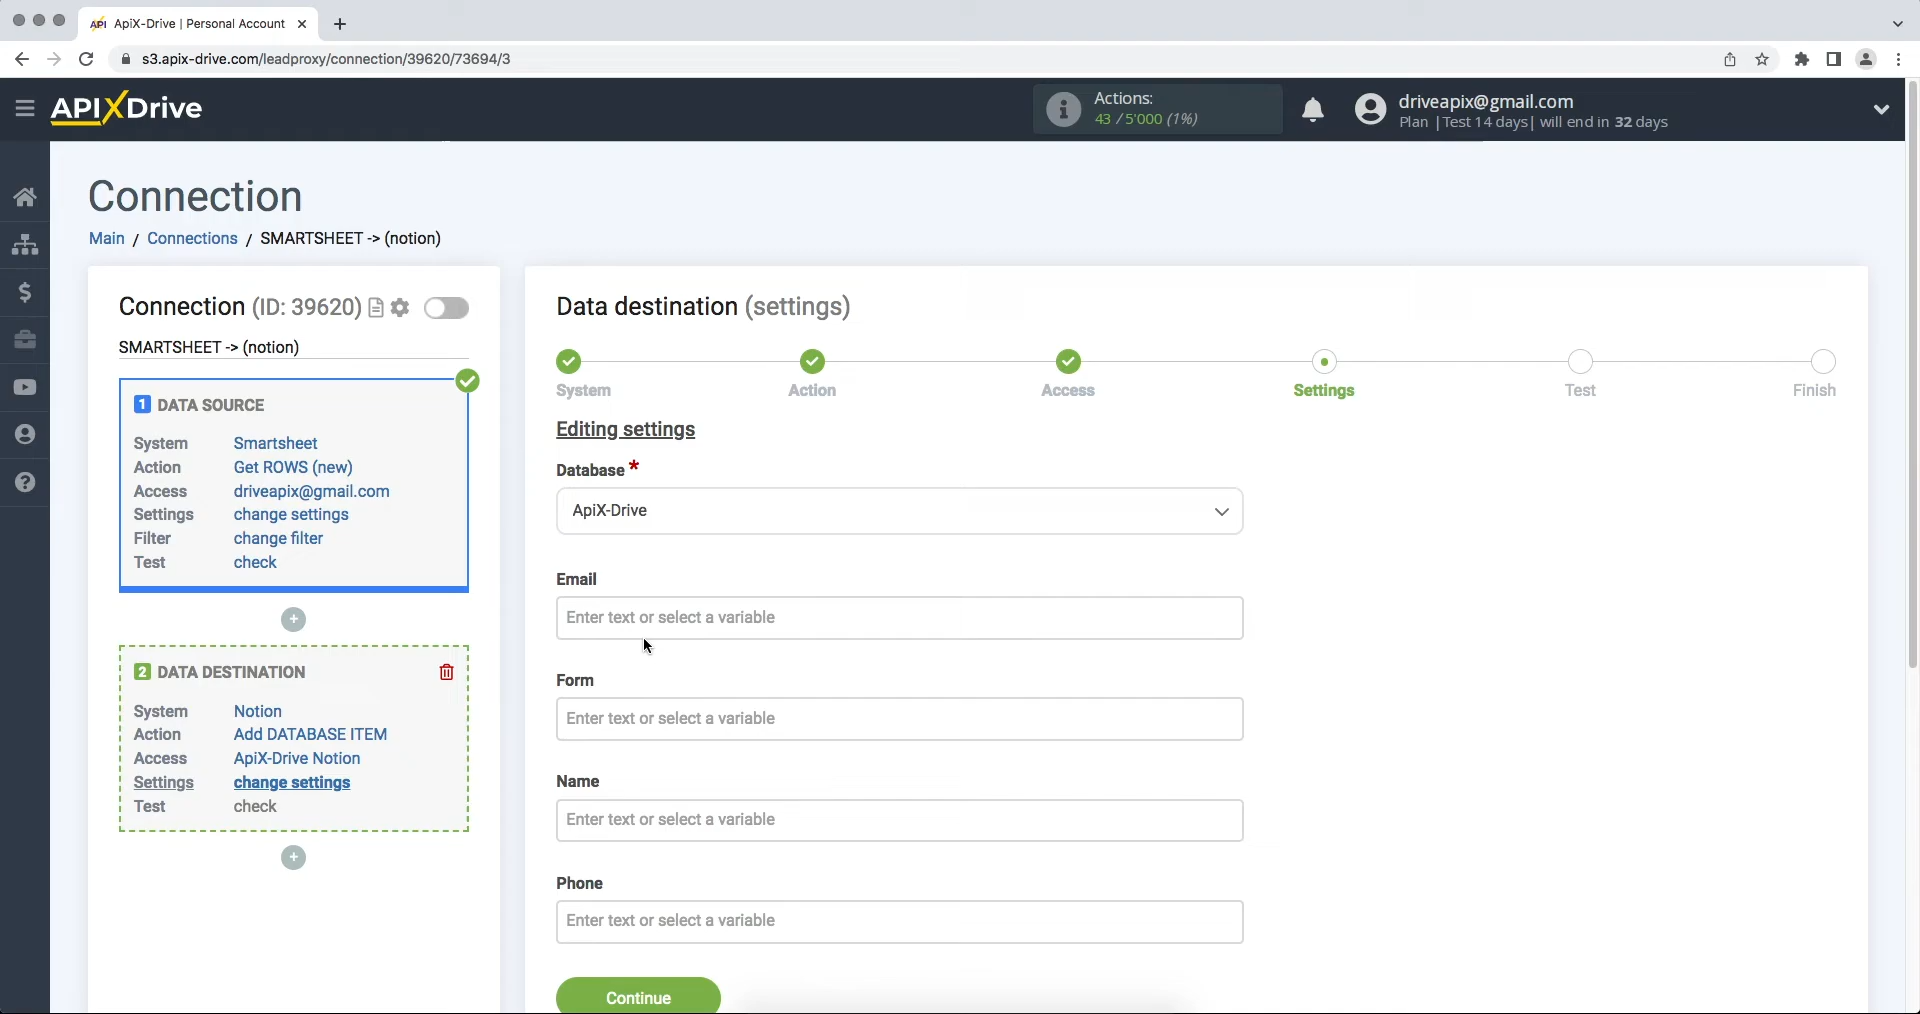 API ApiX-Drive | Personal Account
s3.apix-drive.com/leadproxy/connection/39620/73694/3
APIXDrive
Actions:
43 / 5'000 (1%)
driveapix@gmail.com
Plan |Test 14 days| will end in 32 days
Connection
Main / Connections / SMARTSHEET -> (notion)
Connection (ID: 39620)
SMARTSHEET -> (notion)
1 DATA SOURCE
System Smartsheet
Action Get ROWS (new)
Access driveapix@gmail.com
Settings change settings
Filter change filter
Test check
2 DATA DESTINATION
System Notion
Action Add DATABASE ITEM
Access ApiX-Drive Notion
Settings change settings
Test check
Data destination (settings)
System Action Access Settings Test Finish
Editing settings
Database *
ApiX-Drive
Email
Enter text or select a variable
Form
Enter text or select a variable
Name
Enter text or select a variable
Phone
Enter text or select a variable
Continue